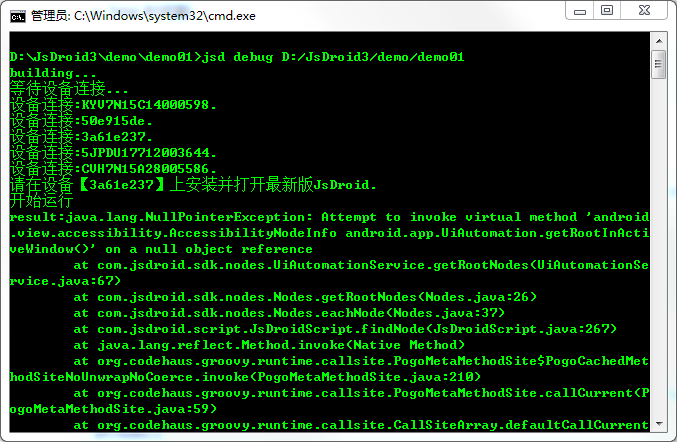 管理员: C:\Windows\system32\cmd.exe
D:\JsDroid3\demo\demo01>jsd debug D:/JsDroid3/demo/demo01
building...
等待设备连接...
设备连接:KYV7N15C14000598.
设备连接:50e915de.
设备连接:3a61e237.
设备连接:5JPDU17712003644.
设备连接:CVH7N15A28005586.
请在设备【3a61e237】上安装并打开最新版JsDroid.
开始运行
result:java.lang.NullPointerException: Attempt to invoke virtual method 'android
.view.accessibility.AccessibilityNodeInfo android.app.UiAutomation.getRootInActi
veWindow()' on a null object reference
at com.jsdroid.sdk.nodes.UiAutomationService.getRootNodes(UiAutomationSe
rvice.java:67)
at com.jsdroid.sdk.nodes.Nodes.getRootNodes(Nodes.java:26)
at com.jsdroid.sdk.nodes.Nodes.eachNode(Nodes.java:37)
at com.jsdroid.script.JsDroidScript.findNode(JsDroidScript.java:267)
at java.lang.reflect.Method.invoke(Native Method)
at org.codehaus.groovy.runtime.callsite.PogoMetaMethodSite$PogoCachedMet
hodSiteNoUnwrapNoCoerce.invoke(PogoMetaMethodSite.java:210)
at org.codehaus.groovy.runtime.callsite.PogoMetaMethodSite.callCurrent(P
ogoMetaMethodSite.java:59)
at org.codehaus.groovy.runtime.callsite.CallSiteArray.defaultCallCurrent